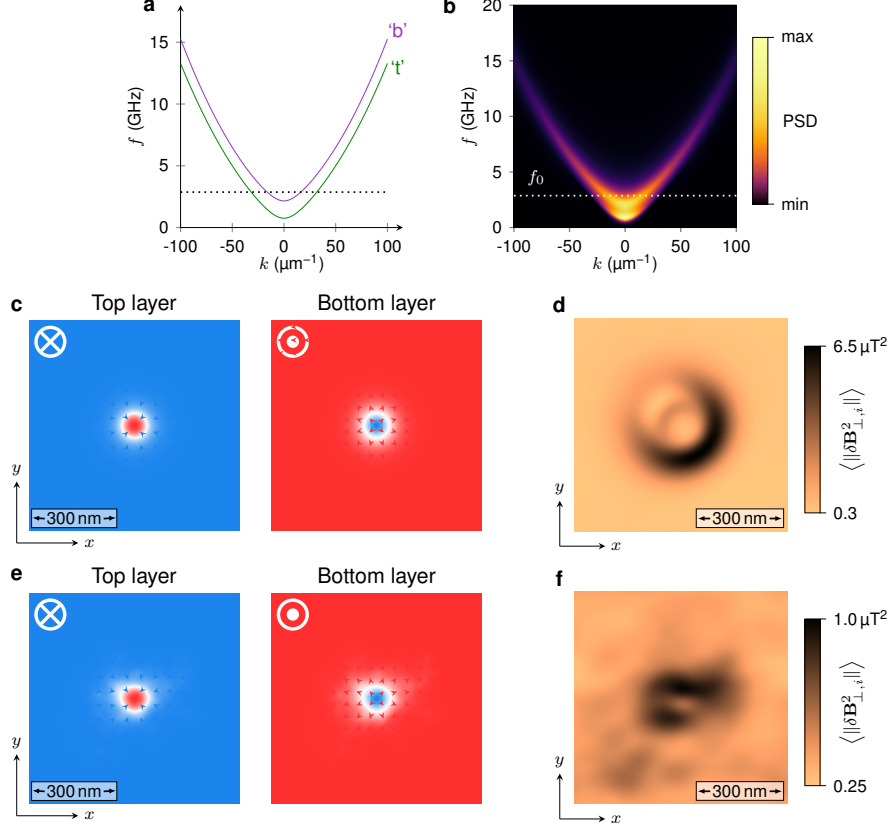 a
15
10
5
0
f (GHz)
-100 -50 0 50 100
k (μm⁻¹)
'b'
't'
b
20
15
10
5
0
f (GHz)
f₀
-100 -50 0 50 100
k (μm⁻¹)
max
PSD
min
c
Top layer
Bottom layer
y
300 nm
x
d
y
300 nm
x
6.5 μT²
⟨‖δB²⊥,i‖⟩
0.3
e
Top layer
Bottom layer
y
300 nm
x
f
y
300 nm
x
1.0 μT²
⟨‖δB²⊥,i‖⟩
0.25